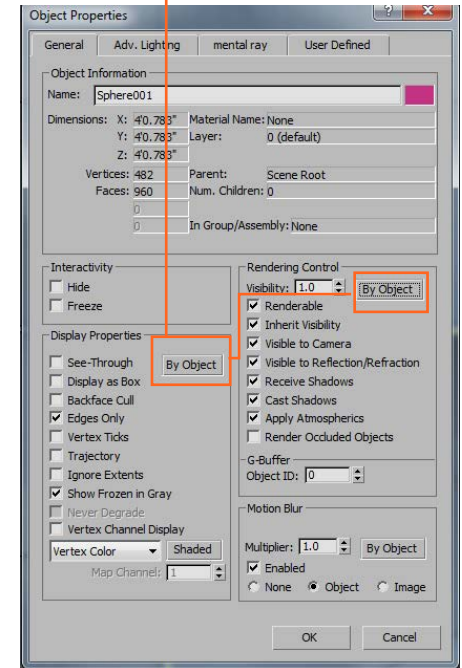 Object Properties
General Adv. Lighting mental ray User Defined
Object Information
Name: Sphere001
Dimensions: X: 4'0.783" Material Name: None
Y: 4'0.783" Layer: 0 (default)
Z: 4'0.783"
Vertices: 482 Parent: Scene Root
Faces: 960 Num. Children: 0
0
0 In Group/Assembly: None
Interactivity
Hide
Freeze
Display Properties
See-Through By Object
Display as Box
Backface Cull
Edges Only
Vertex Ticks
Trajectory
Ignore Extents
Show Frozen in Gray
Never Degrade
Vertex Channel Display
Vertex Color Shaded
Map Channel: 1
Rendering Control
Visibility: 1.0 By Object
Renderable
Inherit Visibility
Visible to Camera
Visible to Reflection/Refraction
Receive Shadows
Cast Shadows
Apply Atmospherics
Render Occluded Objects
G-Buffer
Object ID: 0
Motion Blur
Multiplier: 1.0 By Object
Enabled
None Object Image
OK Cancel